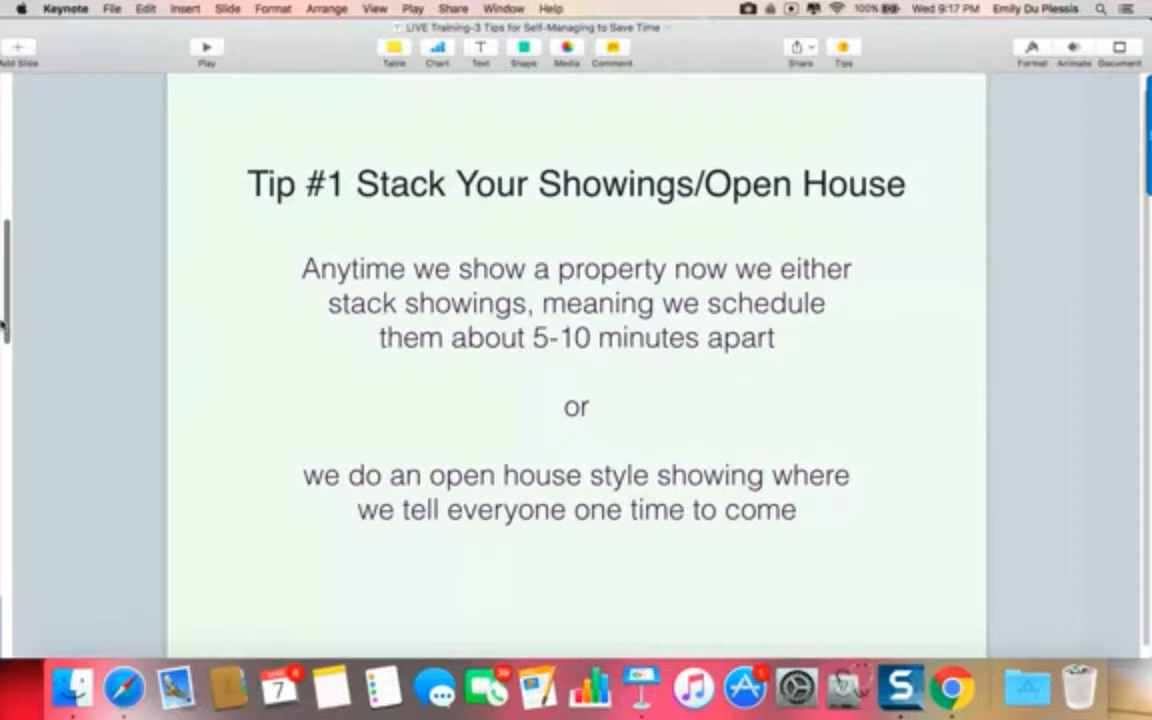 Keynote File Edit Insert Slide Format Arrange View Play Share Window Help 100% Wed 9:17 PM Emily Du Plessis
LIVE Training-3 Tips for Self-Managing to Save Time
Add Slide Play Table Chart Text Shape Media Comment Share Tips Format Animate Document
Tip #1 Stack Your Showings/Open House
Anytime we show a property now we either
stack showings, meaning we schedule
them about 5-10 minutes apart
or
we do an open house style showing where
we tell everyone one time to come
7